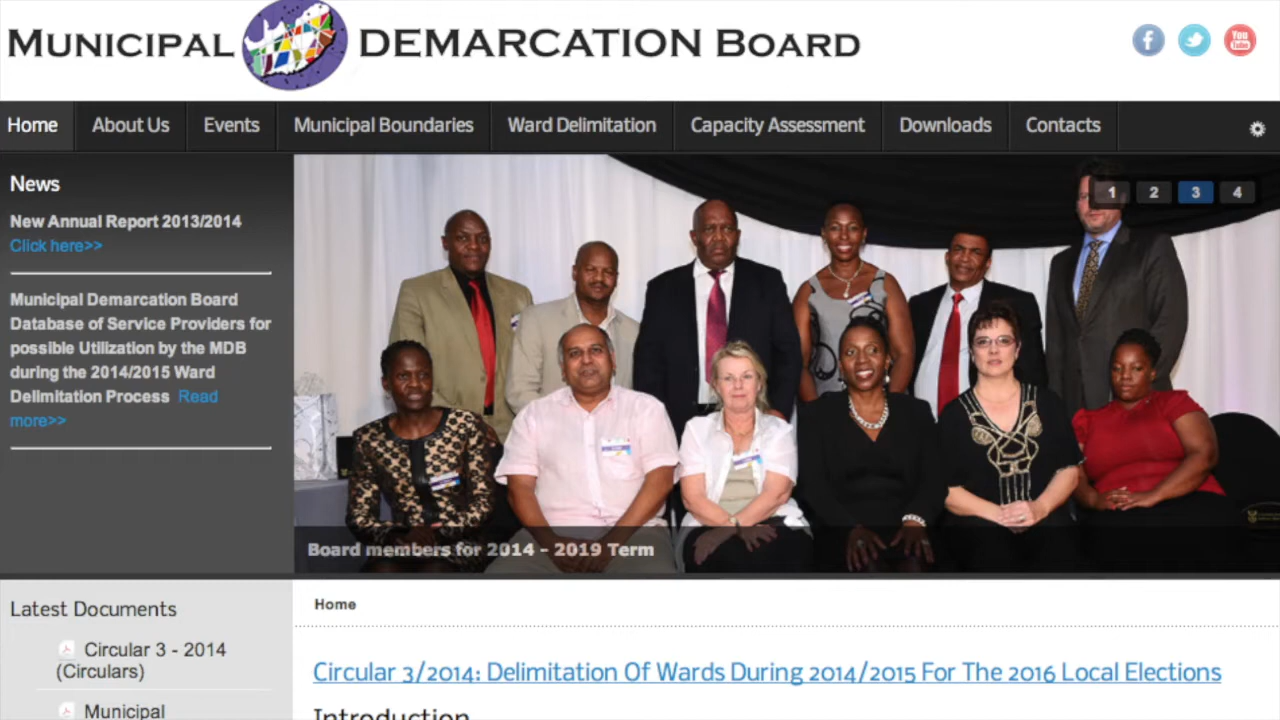 MUNICIPAL DEMARCATION BOARD
You
Tube
Home About Us Events Municipal Boundaries Ward Delimitation Capacity Assessment Downloads Contacts
News
New Annual Report 2013/2014
Click here>>
Municipal Demarcation Board
Database of Service Providers for
possible Utilization by the MDB
during the 2014/2015 Ward
Delimitation Process Read
more>>
1 2 3 4
Board members for 2014 - 2019 Term
Latest Documents
Circular 3 - 2014
(Circulars)
Municipal
Home
Circular 3/2014: Delimitation Of Wards During 2014/2015 For The 2016 Local Elections
Introduction